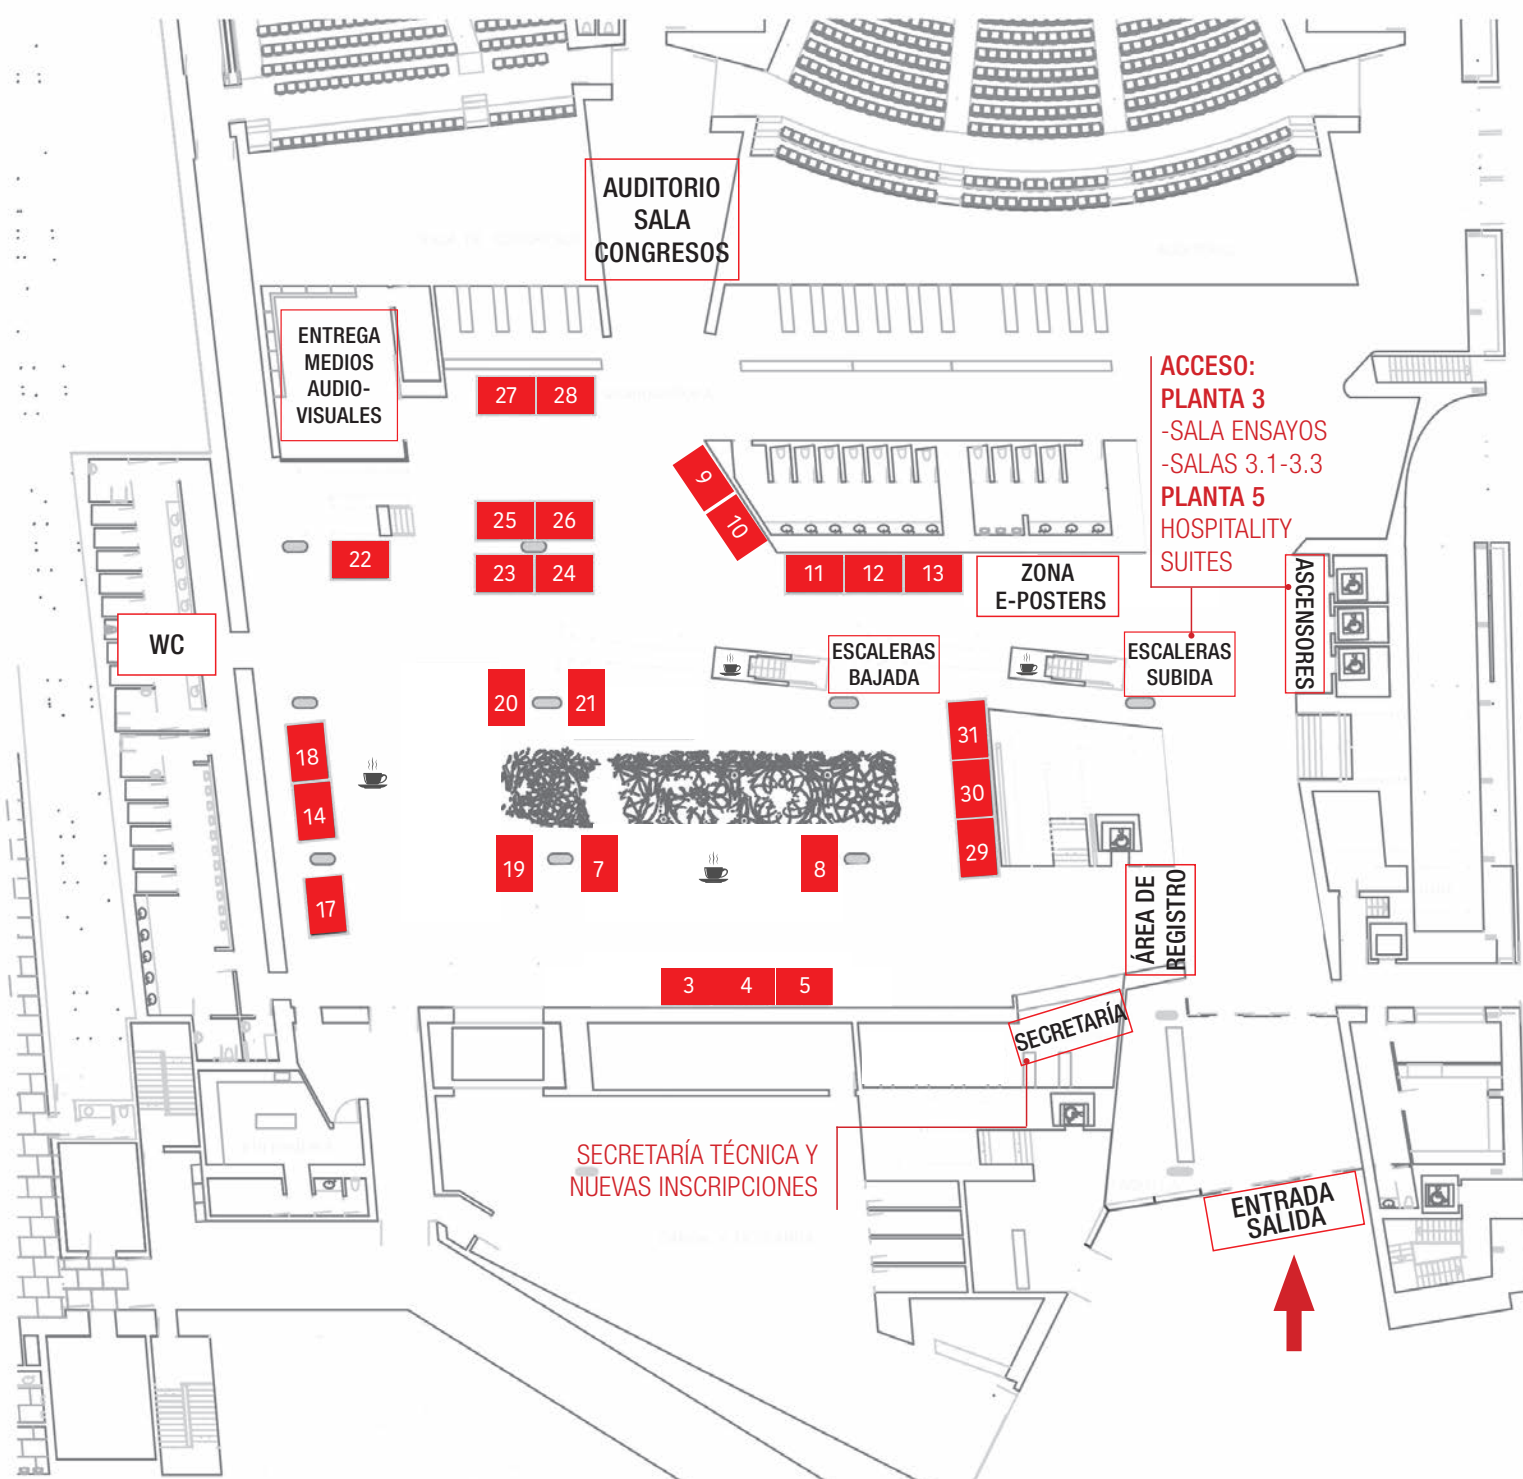 AUDITORIO
SALA
CONGRESOS
ENTREGA
MEDIOS
AUDIO-
VISUALES
27 28
ACCESO:
PLANTA 3
-SALA ENSAYOS
-SALAS 3.1-3.3
PLANTA 5
HOSPITALITY
SUITES
9
10
25 26
22
23 24
11 12 13
ZONA
E-POSTERS
ASCENSORES
WC
ESCALERAS
BAJADA
ESCALERAS
SUBIDA
20 21
31
18
30
14
29
19 7 8
17
ÁREA DE
REGISTRO
3 4 5
SECRETARÍA
SECRETARÍA TÉCNICA Y
NUEVAS INSCRIPCIONES
ENTRADA
SALIDA